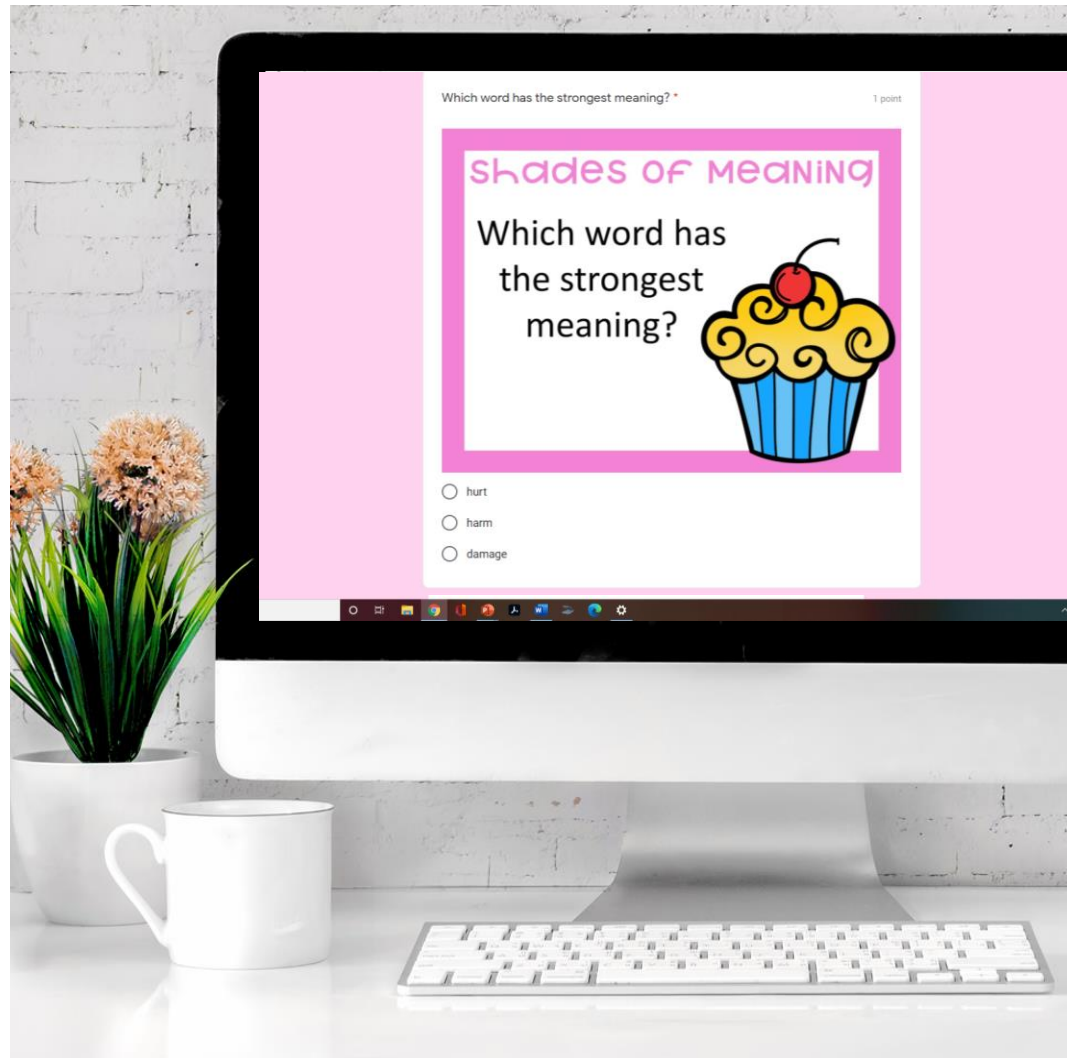 Which word has the strongest meaning? *
1 point
Shades of Meaning
Which word has
the strongest
meaning?
hurt
harm
damage